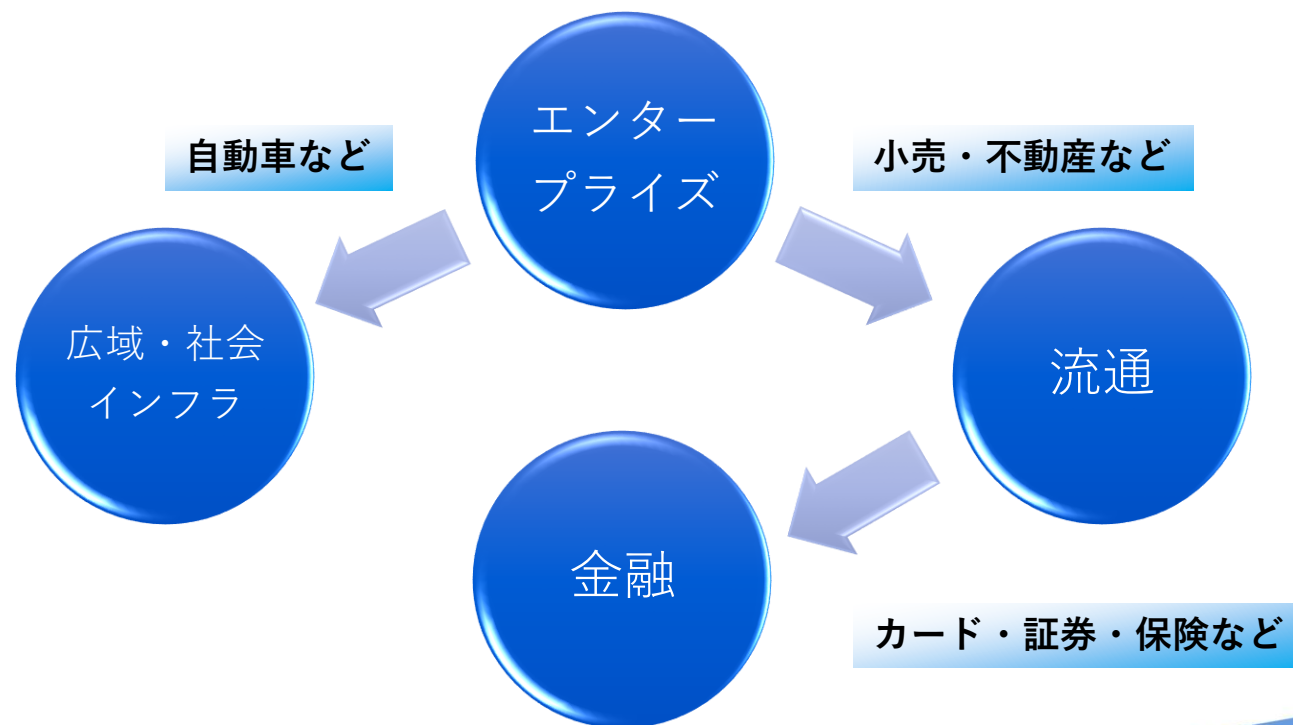 エンター
プライズ
自動車など
小売・不動産など
広域・社会
インフラ
流通
金融
カード・証券・保険など